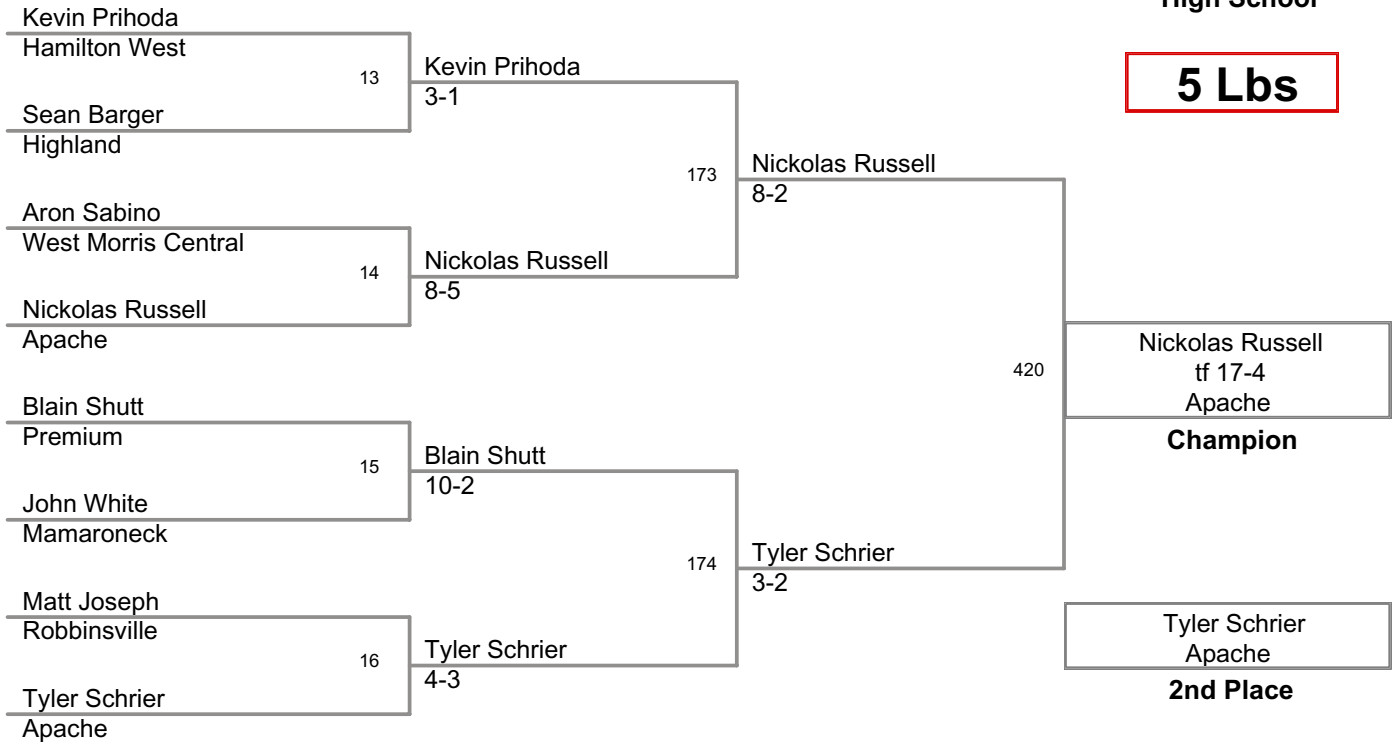 High School
5 Lbs
Kevin Prihoda
Hamilton West
13
Sean Barger
Highland
Kevin Prihoda
3-1
Aron Sabino
West Morris Central
14
Nickolas Russell
Apache
Nickolas Russell
8-5
173
Nickolas Russell
8-2
Blain Shutt
Premium
15
John White
Mamaroneck
Blain Shutt
10-2
Matt Joseph
Robbinsville
16
Tyler Schrier
Apache
Tyler Schrier
4-3
174
Tyler Schrier
3-2
420
Nickolas Russell
tf 17-4
Apache
Champion
Tyler Schrier
Apache
2nd Place